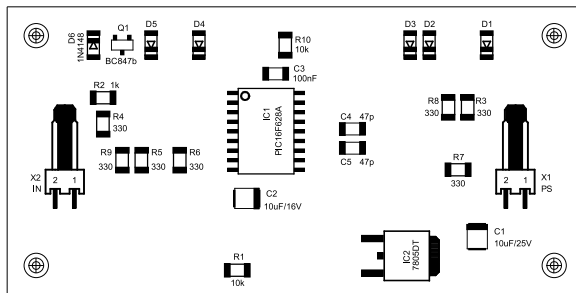 D6
1N4148
Q1
BC847b
D5
D4
R10
10k
D3
D2
D1
C3
100nF
R2 1k
R4
330
IC1
PIC16F628A
R8
330
R3
330
C4 47p
C5 47p
R9
330
R5
330
R6
330
R7
330
X2
IN
2 1
X1
PS
2 1
C2
10uF/16V
C1
10uF/25V
IC2
7805DT
R1
10k